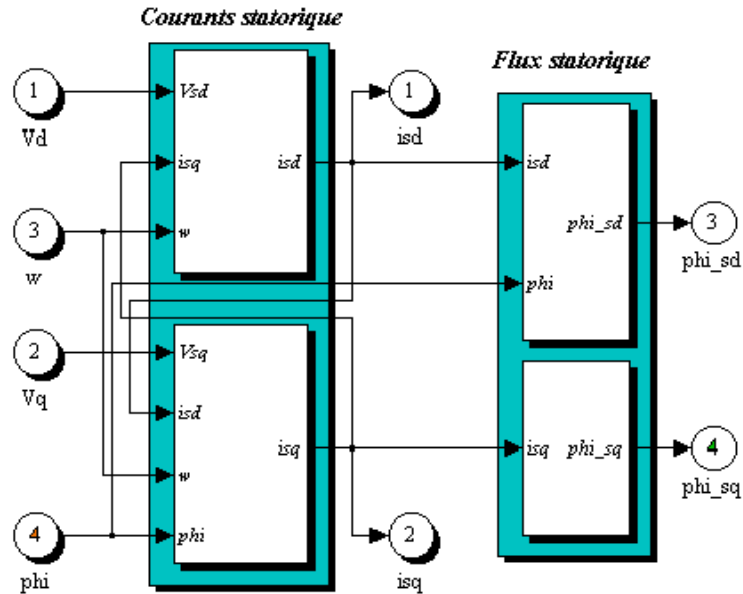 Courants statorique
Flux statorique
1
Vd
3
w
2
Vq
4
phi
Vsd
isq
w
isd
Vsq
isd
w
phi
isq
1
isd
2
isq
isd
phi
phi_sd
isq
phi_sq
3
phi_sd
4
phi_sq